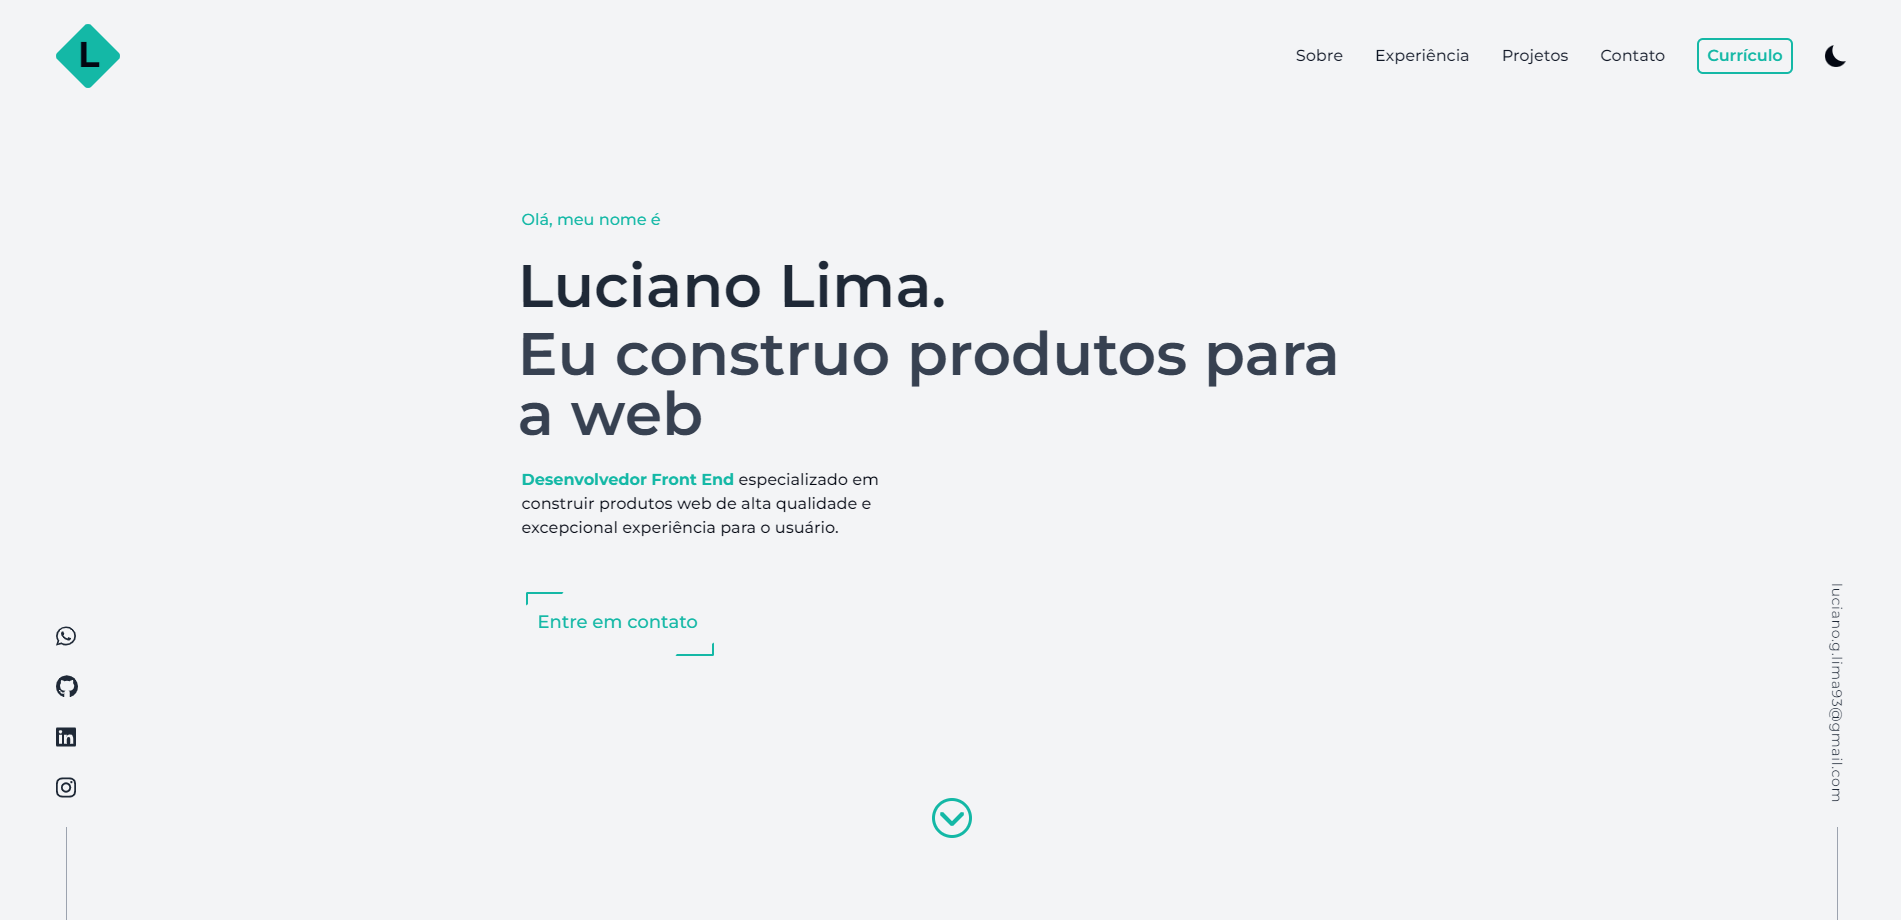 L
Sobre Experiência Projetos Contato Currículo
Olá, meu nome é
Luciano Lima.
Eu construo produtos para
a web
Desenvolvedor Front End especializado em
construir produtos web de alta qualidade e
excepcional experiência para o usuário.
Entre em contato
in
luciano.g.lima93@gmail.com